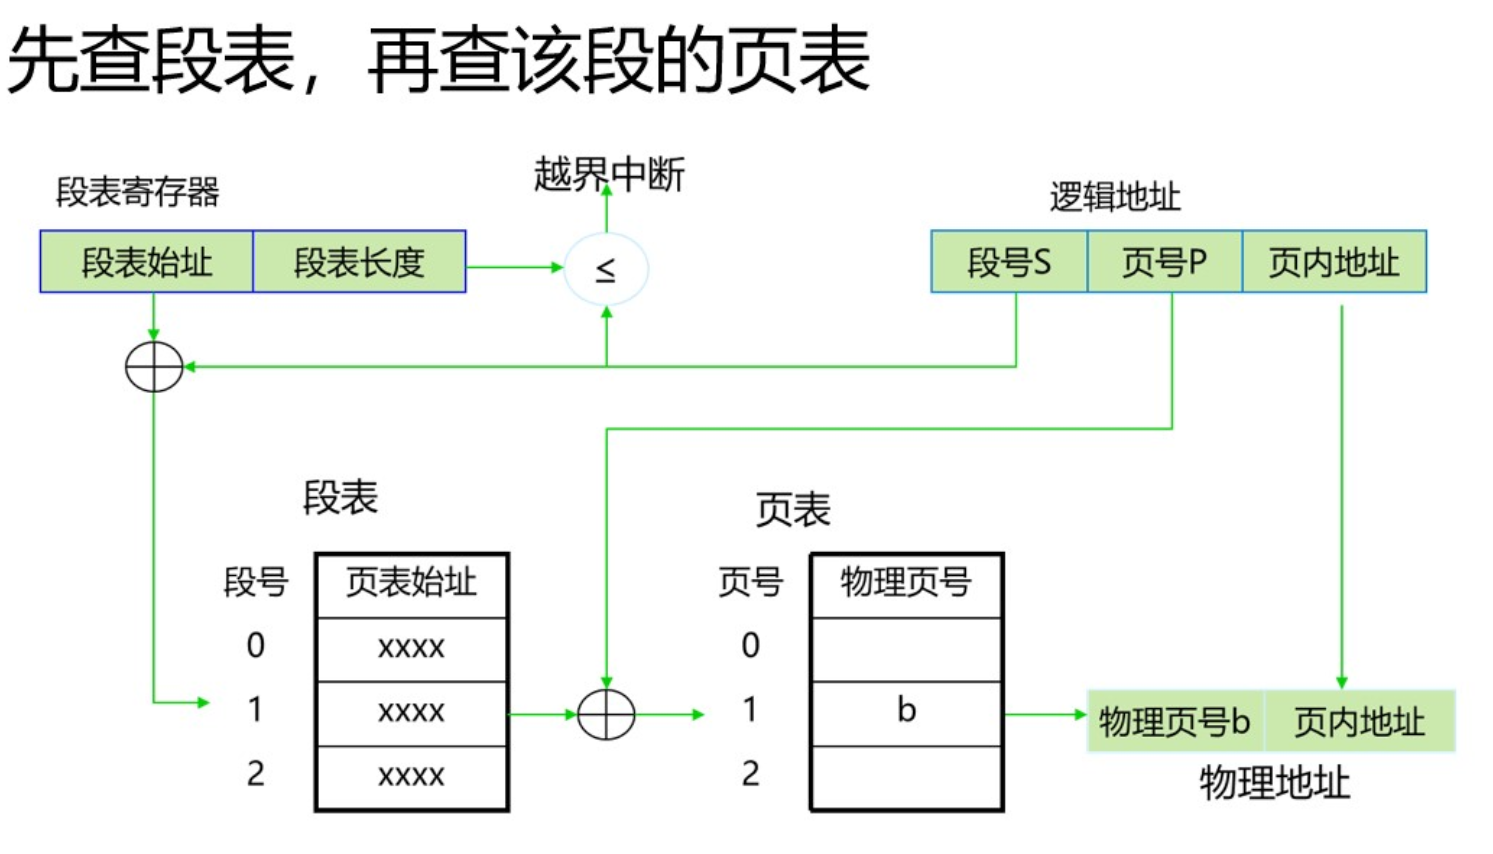 先查段表，再查该段的页表
越界中断
段表寄存器
逻辑地址
段表始址 段表长度
≤
段号S 页号P 页内地址
段表
页表
段号 页表始址
0 xxxx
1 xxxx
2 xxxx
页号 物理页号
0
1 b
2
物理页号b 页内地址
物理地址